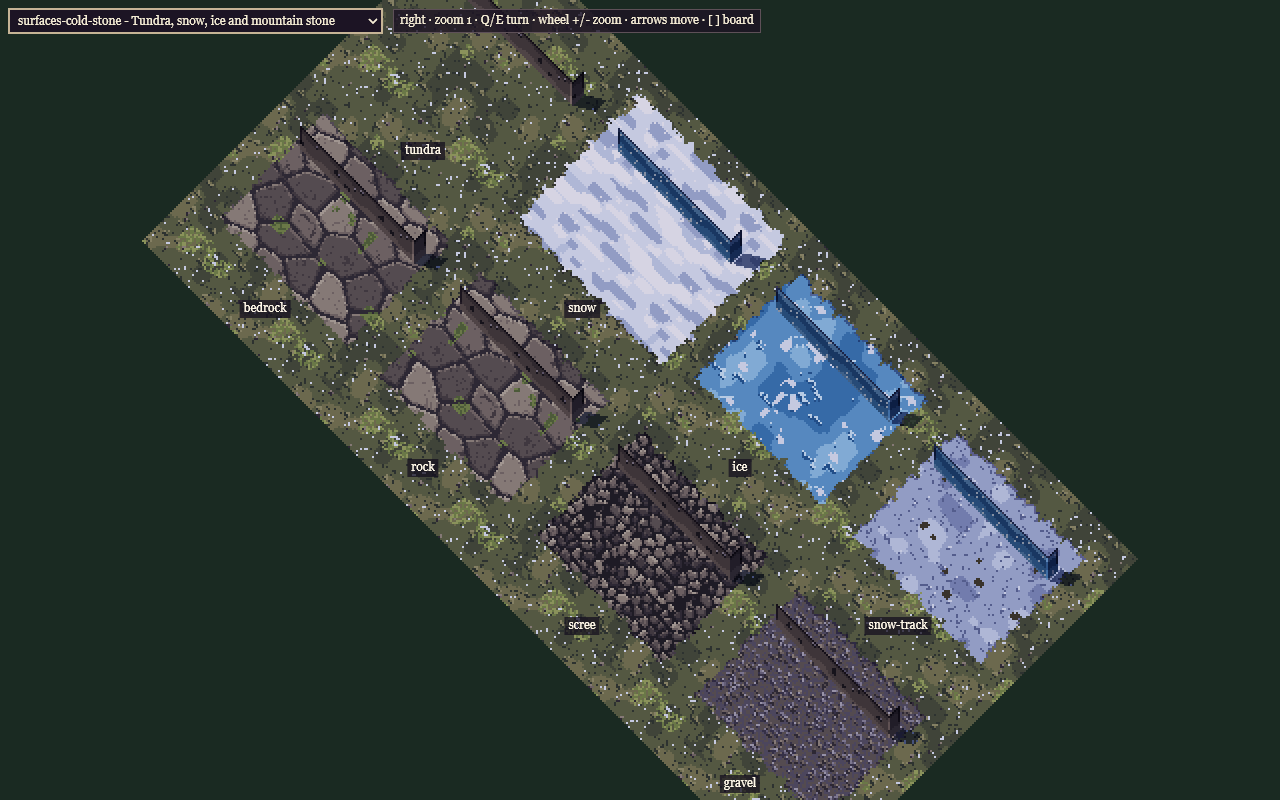 surfaces-cold-stone - Tundra, snow, ice and mountain stone
right · zoom 1 · Q/E turn · wheel +/- zoom · arrows move · [ ] board
tundra
bedrock
snow
rock
ice
scree
snow-track
gravel